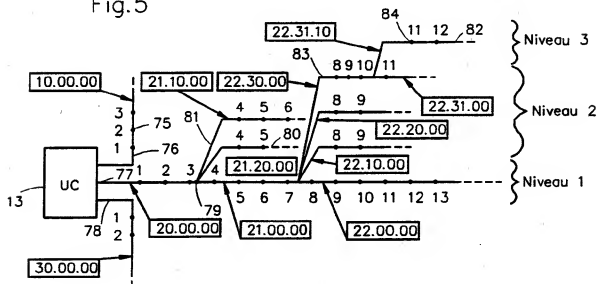 Fig.5
84 11 12 82
22.31.10
Niveau 3
10.00.00 21.10.00 22.30.00 83 8 9 10 11
22.31.00
3 81 4 5 6 8 9
Niveau 2
2 75 22.20.00
1 76 4 5 80 8 9
21.20.00 22.10.00
13 UC 77 1 2 3 4 79 5 6 7 8 9 10 11 12 13
Niveau 1
78 20.00.00 21.00.00 22.00.00
1
2
30.00.00